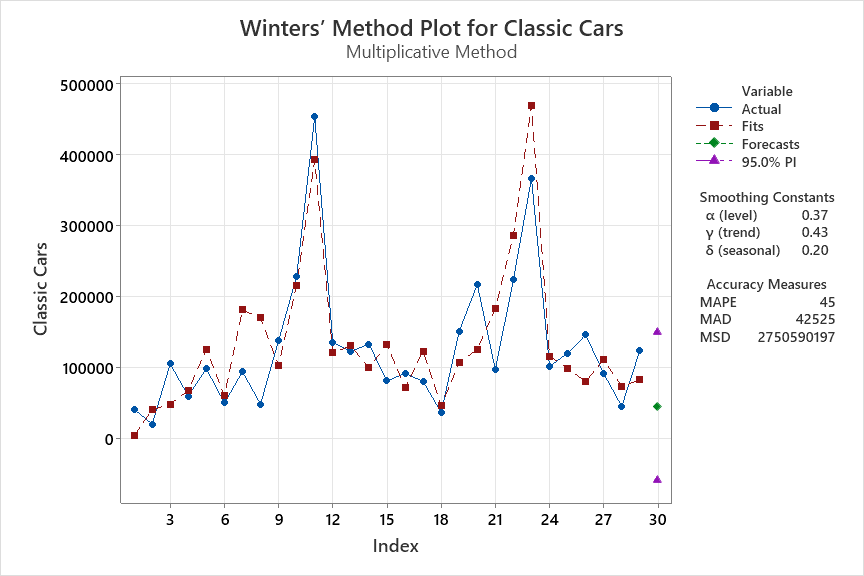 Winters’ Method Plot for Classic Cars
Multiplicative Method
Classic Cars
500000
400000
300000
200000
100000
0
3 6 9 12 15 18 21 24 27 30
Index
Variable
Actual
Fits
Forecasts
95.0% PI
Smoothing Constants
α (level) 0.37
γ (trend) 0.43
δ (seasonal) 0.20
Accuracy Measures
MAPE 45
MAD 42525
MSD 2750590197